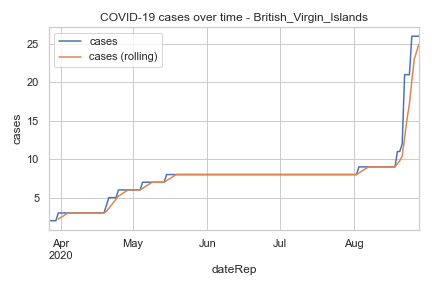 COVID-19 cases over time - British_Virgin_Islands
cases
cases (rolling)
25
20
15
10
5
cases
Apr May Jun Jul Aug
2020
dateRep